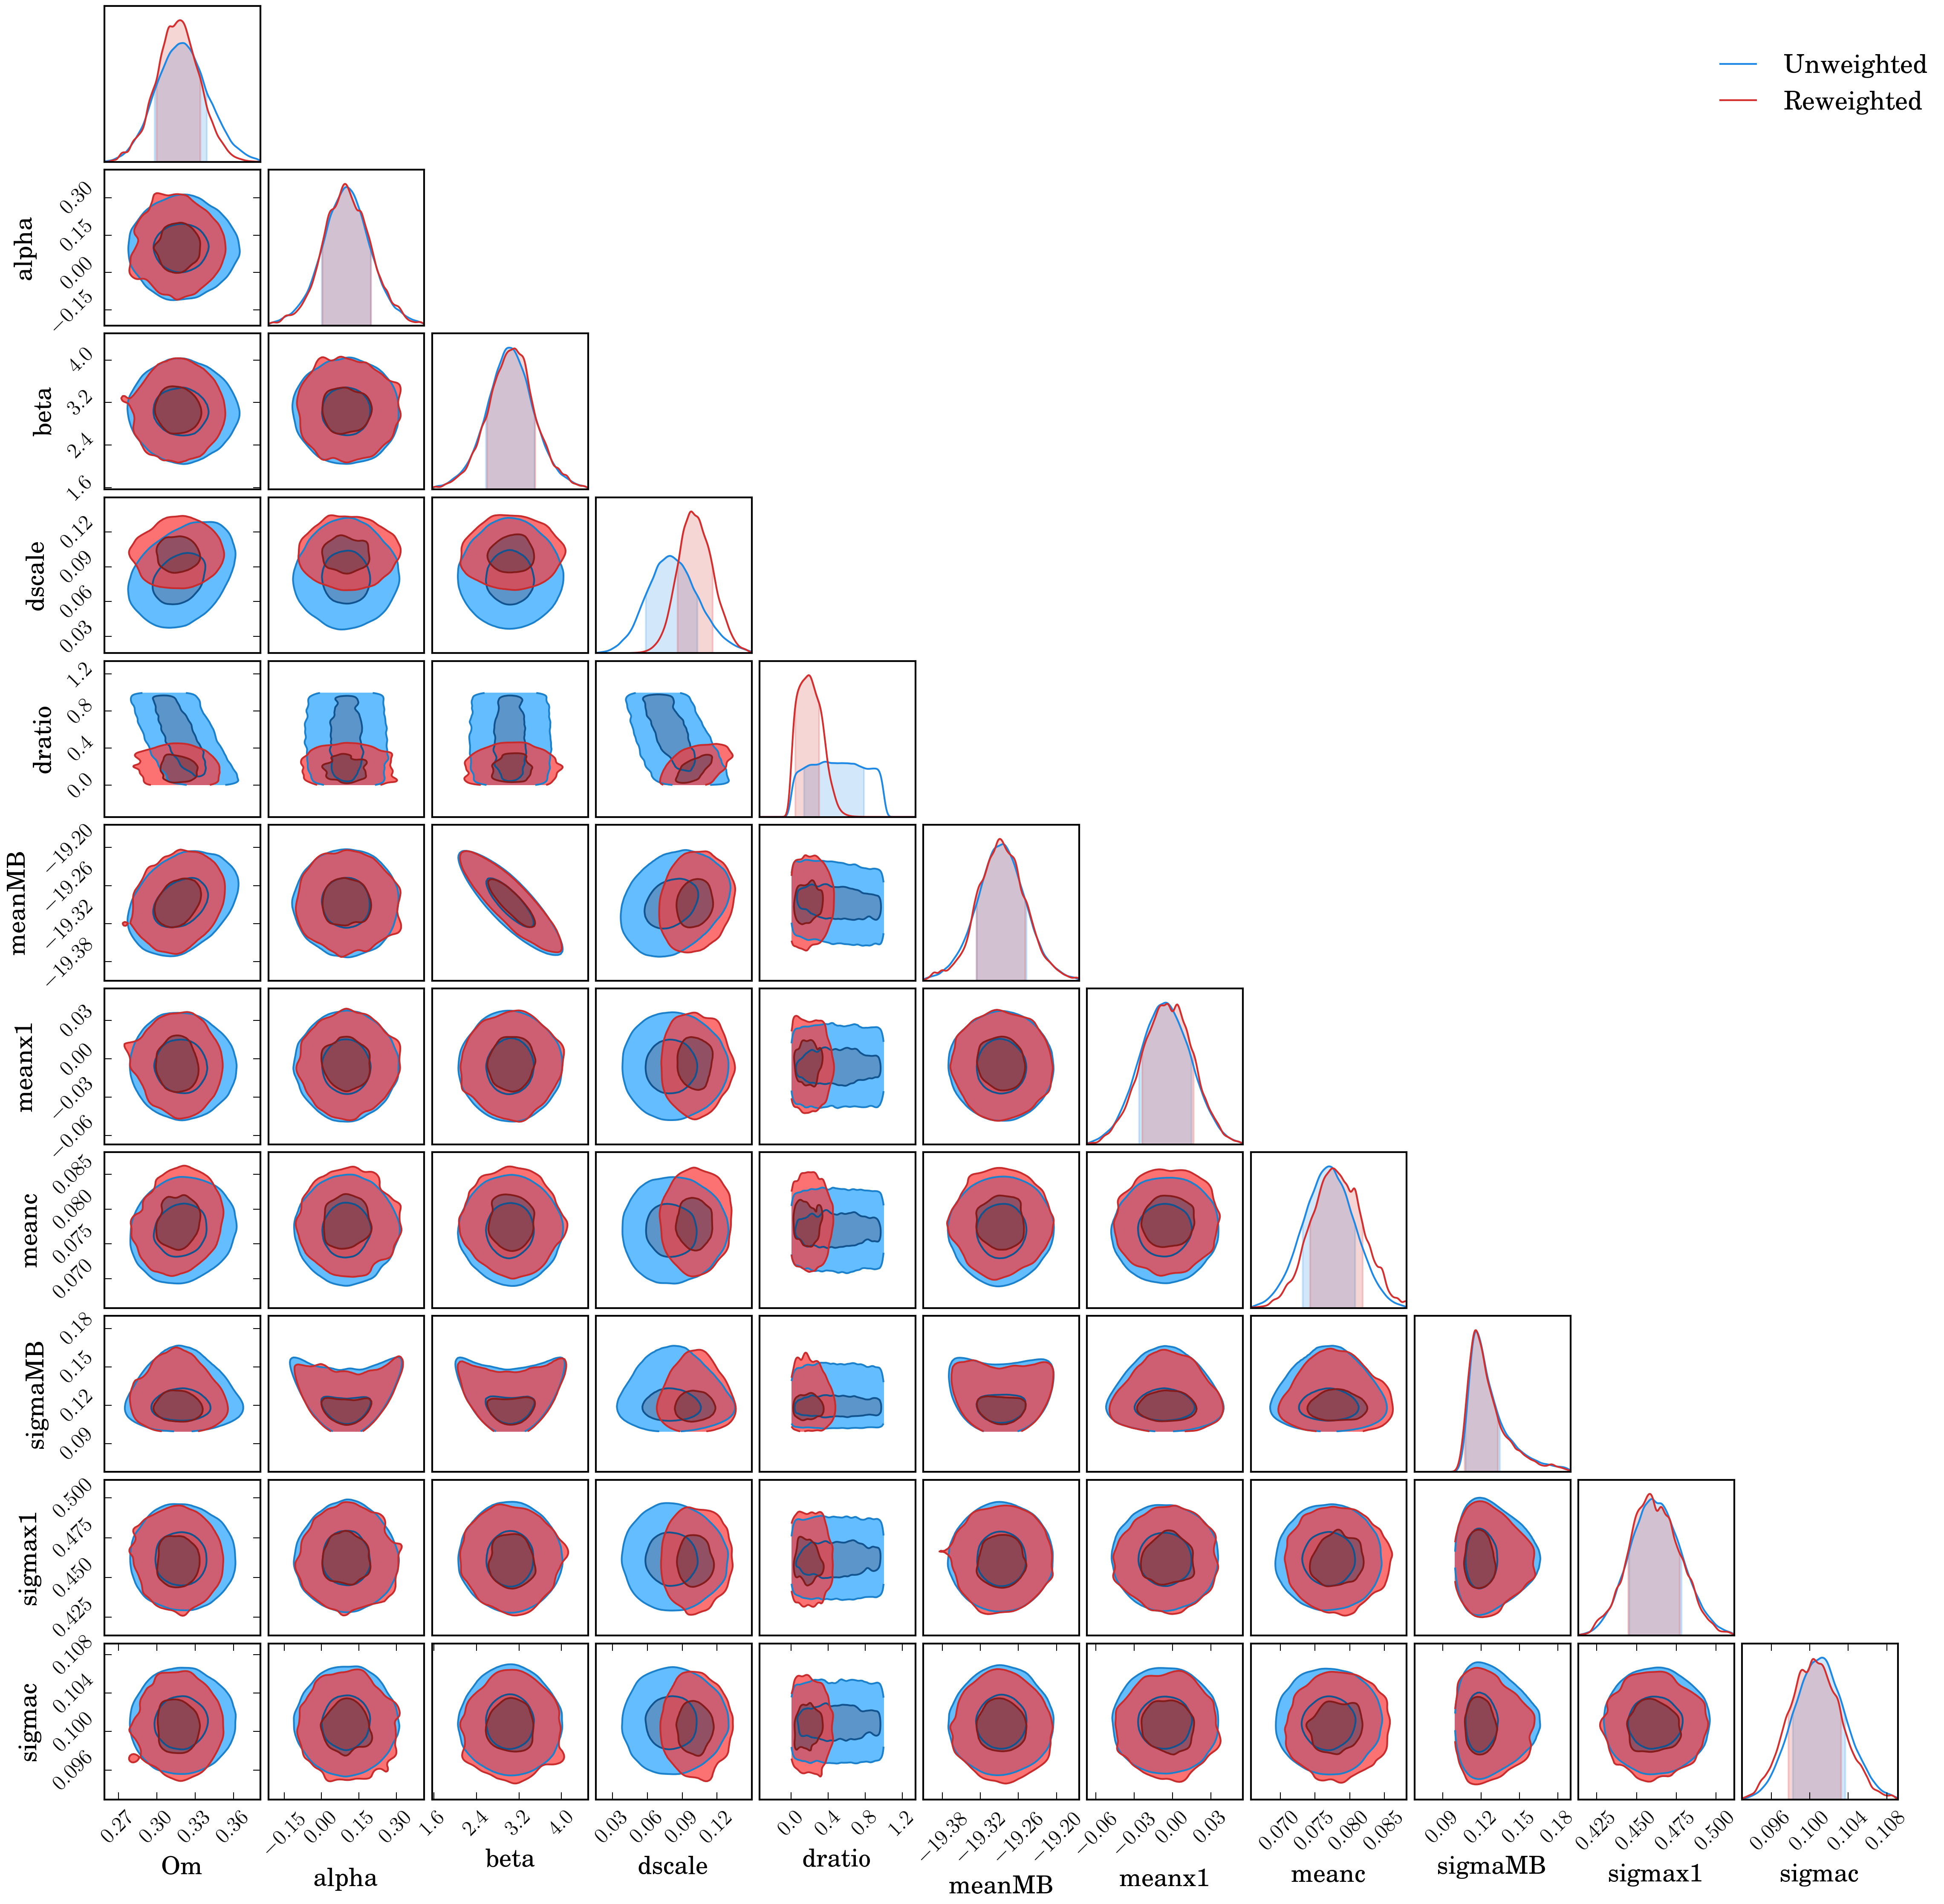 Unweighted
Reweighted
0.30
0.15
0.00
−0.15
alpha
4.0
3.2
2.4
1.6
beta
0.12
0.09
0.06
0.03
dscale
1.2
0.8
0.4
0.0
dratio
−19.20
−19.26
−19.32
−19.38
meanMB
0.03
0.00
−0.03
−0.06
meanx1
0.085
0.080
0.075
0.070
meanc
0.18
0.15
0.12
0.09
sigmaMB
0.500
0.475
0.450
0.425
sigmax1
0.108
0.104
0.100
0.096
sigmac
0.27 0.30 0.33 0.36
−0.15 0.00 0.15 0.30
1.6 2.4 3.2 4.0
0.03 0.06 0.09 0.12
0.0 0.4 0.8 1.2
−19.38 −19.32 −19.26 −19.20
−0.06 −0.03 0.00 0.03
0.070 0.075 0.080 0.085
0.09 0.12 0.15 0.18
0.425 0.450 0.475 0.500
0.096 0.100 0.104 0.108
Om
alpha
beta
dscale
dratio
meanMB
meanx1
meanc
sigmaMB
sigmax1
sigmac